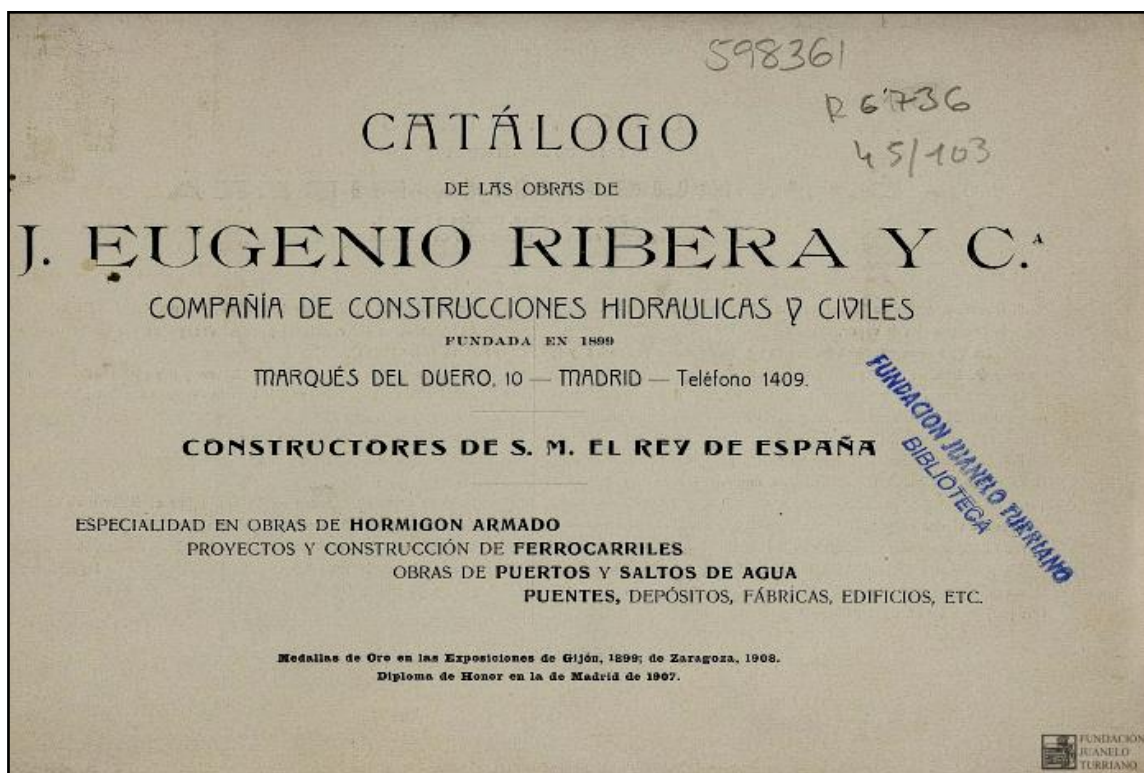 598361
R 6736
45/103
CATÁLOGO
DE LAS OBRAS DE
J. EUGENIO RIBERA Y C.ᴬ
COMPAÑÍA DE CONSTRUCCIONES HIDRAULICAS Y CIVILES
FUNDADA EN 1899
MARQUÉS DEL DUERO, 10 — MADRID — Teléfono 1409.
CONSTRUCTORES DE S. M. EL REY DE ESPAÑA
FUNDACION JUANELO TURRIANO
BIBLIOTECA
ESPECIALIDAD EN OBRAS DE HORMIGON ARMADO
PROYECTOS Y CONSTRUCCIÓN DE FERROCARRILES
OBRAS DE PUERTOS Y SALTOS DE AGUA
PUENTES, DEPÓSITOS, FÁBRICAS, EDIFICIOS, ETC.
Medallas de Oro en las Exposiciones de Gijón, 1899; de Zaragoza, 1908.
Diploma de Honor en la de Madrid de 1907.
FUNDACIÓN
JUANELO
TURRIANO